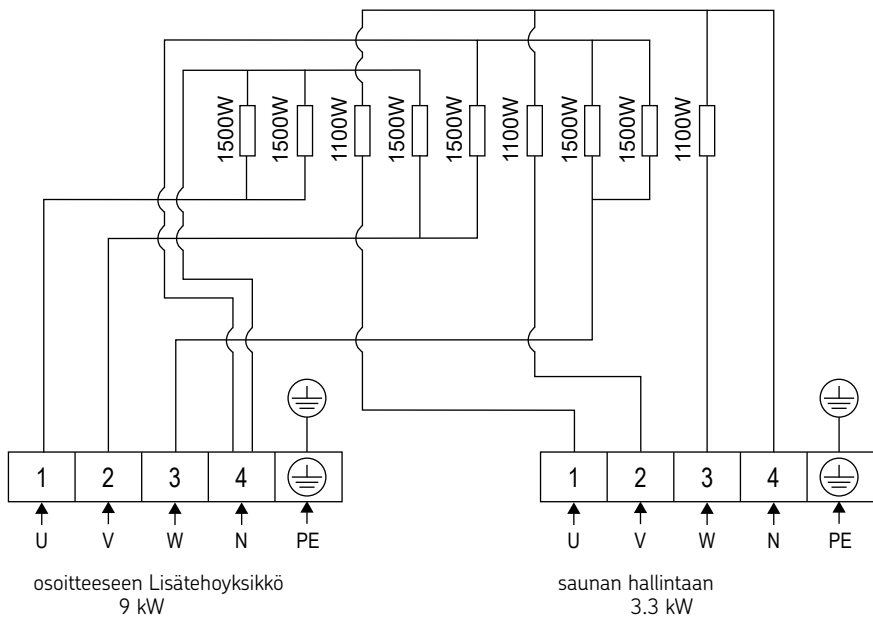 1500W
1500W
1100W
1500W
1500W
1100W
1500W
1500W
1100W
1 2 3 4
U V W N PE
osoitteeseen Lisätehoyksikkö
9 kW
1 2 3 4
U V W N PE
saunan hallintaan
3.3 kW